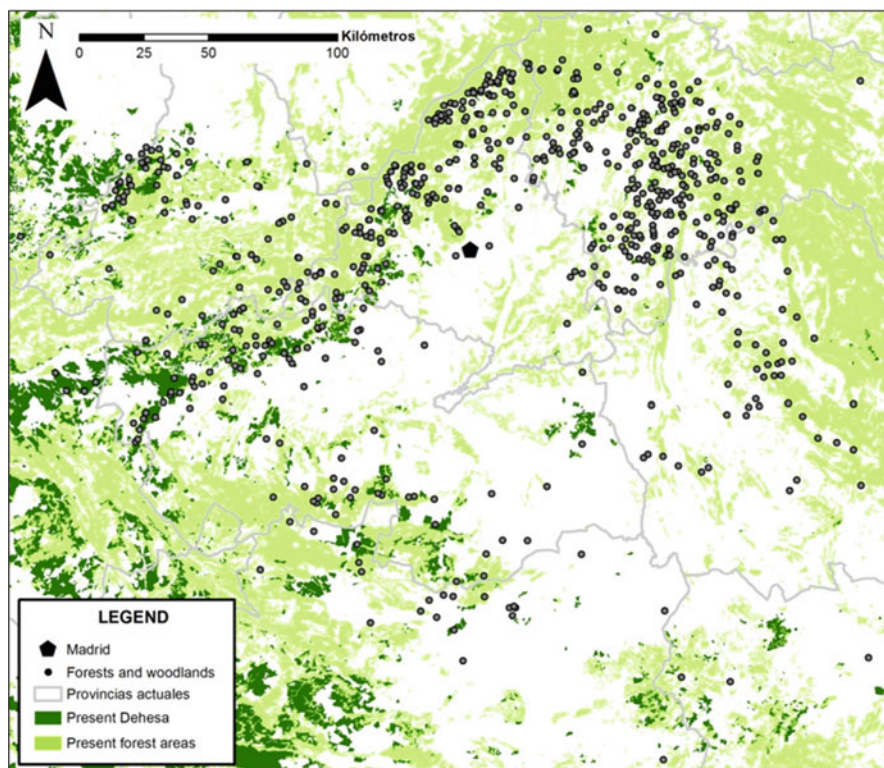 N
Kilómetros
0 25 50 100
LEGEND
Madrid
Forests and woodlands
Provincias actuales
Present Dehesa
Present forest areas